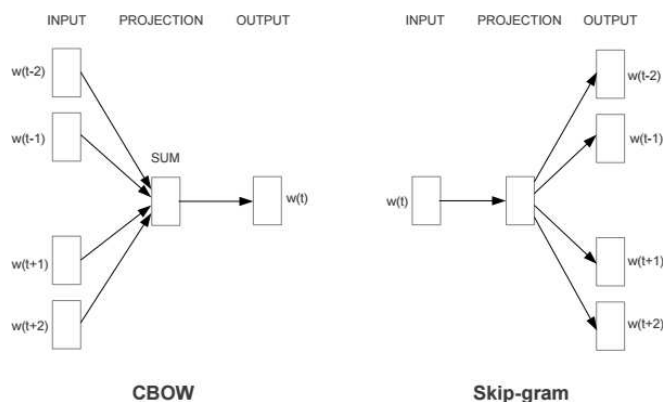 INPUT PROJECTION OUTPUT
w(t-2)
w(t-1)
SUM
w(t)
w(t+1)
w(t+2)
CBOW
INPUT PROJECTION OUTPUT
w(t-2)
w(t-1)
w(t)
w(t+1)
w(t+2)
Skip-gram